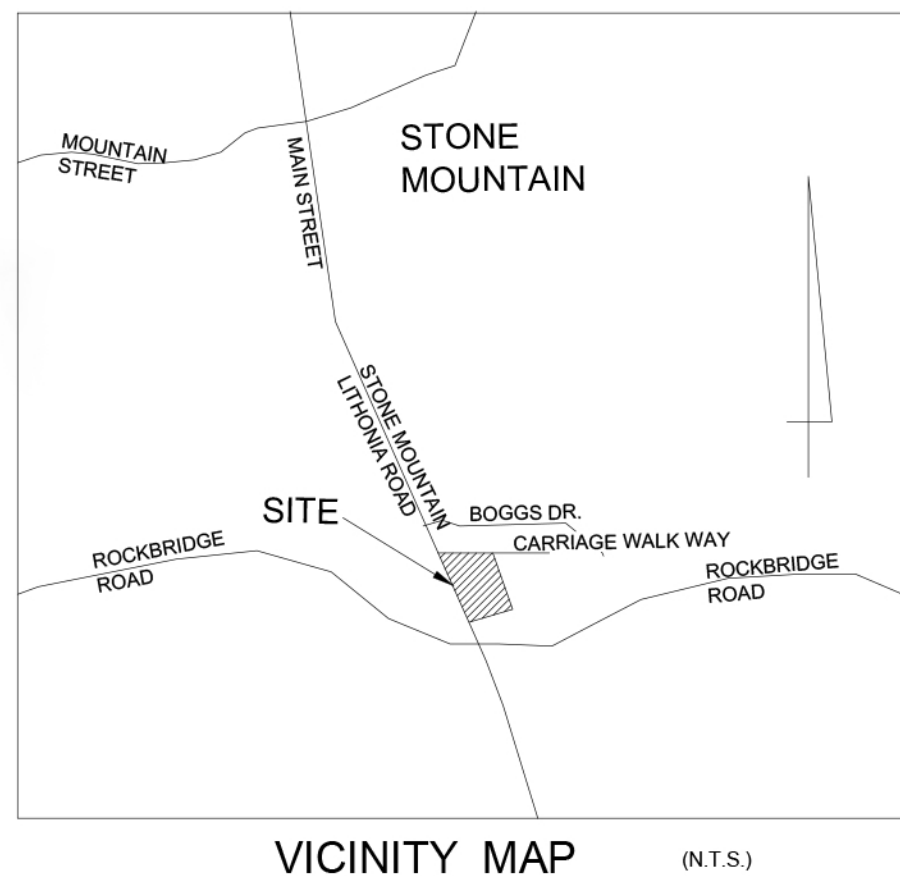 MOUNTAIN
STREET
STONE
MOUNTAIN
MAIN STREET
STONE MOUNTAIN
LITHONIA ROAD
SITE
BOGGS DR.
CARRIAGE WALK WAY
ROCKBRIDGE
ROAD
ROCKBRIDGE
ROAD
VICINITY MAP
(N.T.S.)